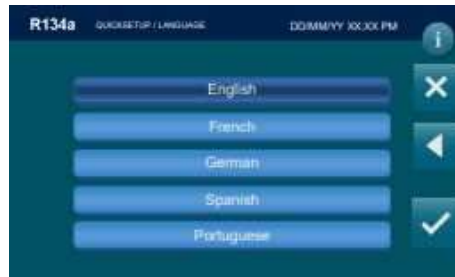 R134a QUICKSETUP / LANGUAGE DD/MM/YY XX:XX PM
i
English
French
German
Spanish
Portuguese